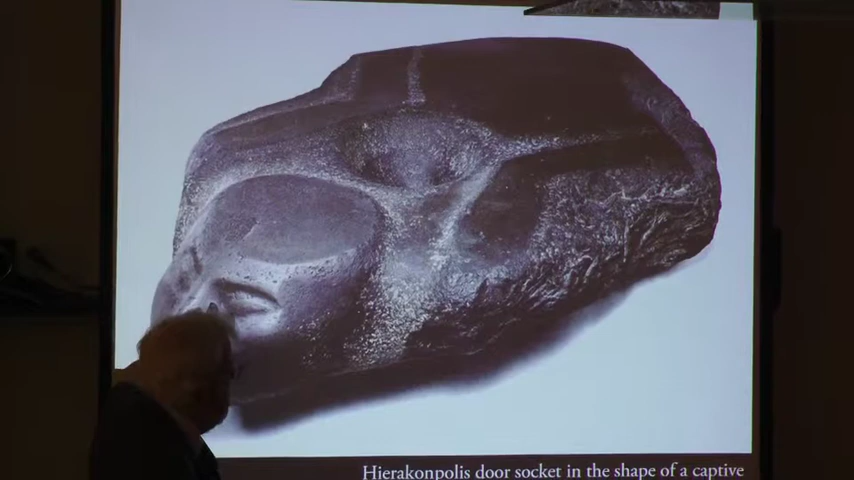 Hierakonpolis door socket in the shape of a captive